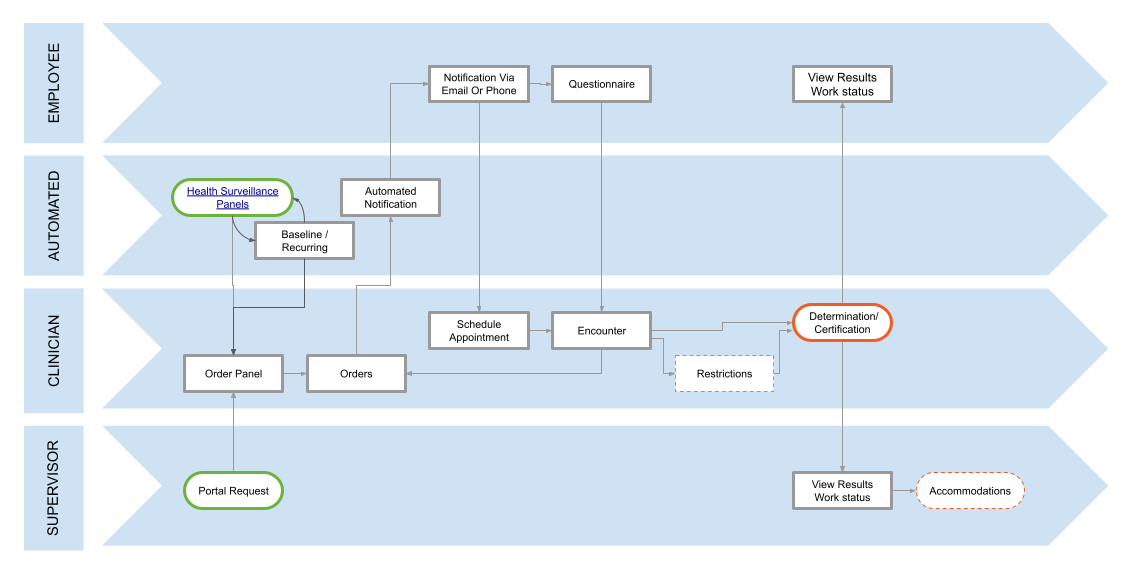 EMPLOYEE
Notification Via
Email Or Phone
Questionnaire
View Results
Work status
AUTOMATED
Health Surveillance
Panels
Baseline /
Recurring
Automated
Notification
CLINICIAN
Order Panel
Orders
Schedule
Appointment
Encounter
Restrictions
Determination/
Certification
SUPERVISOR
Portal Request
View Results
Work status
Accommodations